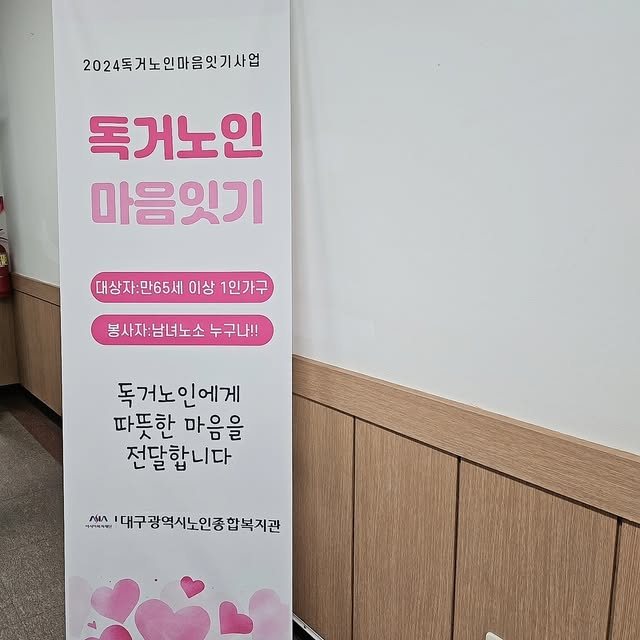 2024독거노인마음잇기사업
독거노인
마음잇기
대상자:만65세 이상 1인가구
봉사자:남녀노소 누구나!!
독거노인에게
따뜻한 마음을
전달합니다
대구광역시노인종합복지관